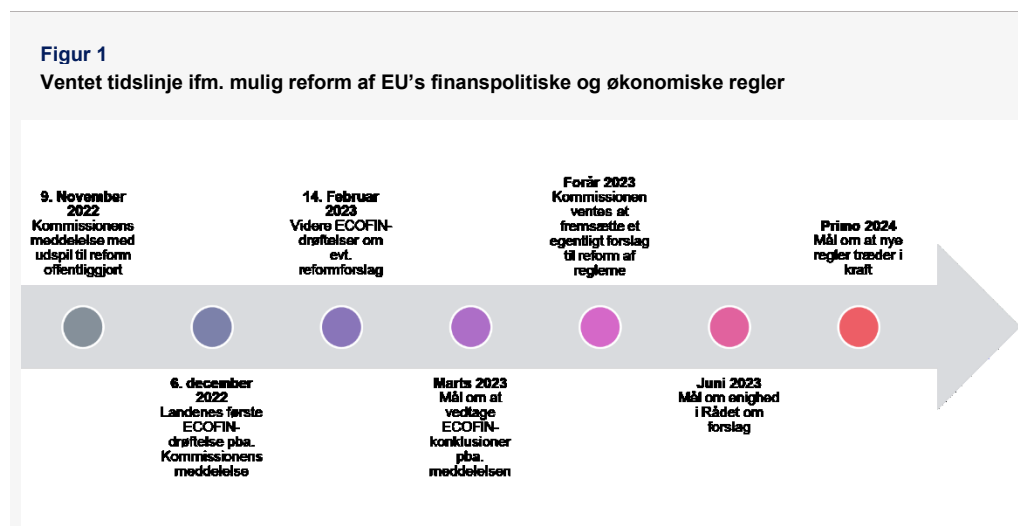 Figur 1
Ventet tidslinje ifm. mulig reform af EU's finanspolitiske og økonomiske regler
9. November
2022
Kommissionens
meddelelse med
udspil til reform
offentliggjort
6. december
2022
Landenes første
ECOFIN-
drøftelse pba.
Kommissionens
meddelelse
14. Februar
2023
Videre ECOFIN-
drøftelser om
evt.
reformforslag
Marts 2023
Mål om at
vedtage
ECOFIN-
konklusioner
pba.
meddelelsen
Forår 2023
Kommissionen
ventes at
fremsætte et
egentligt forslag
til reform af
reglerne
Juni 2023
Mål om enighed
i Rådet om
forslag
Primo 2024
Mål om at nye
regler træder i
kraft